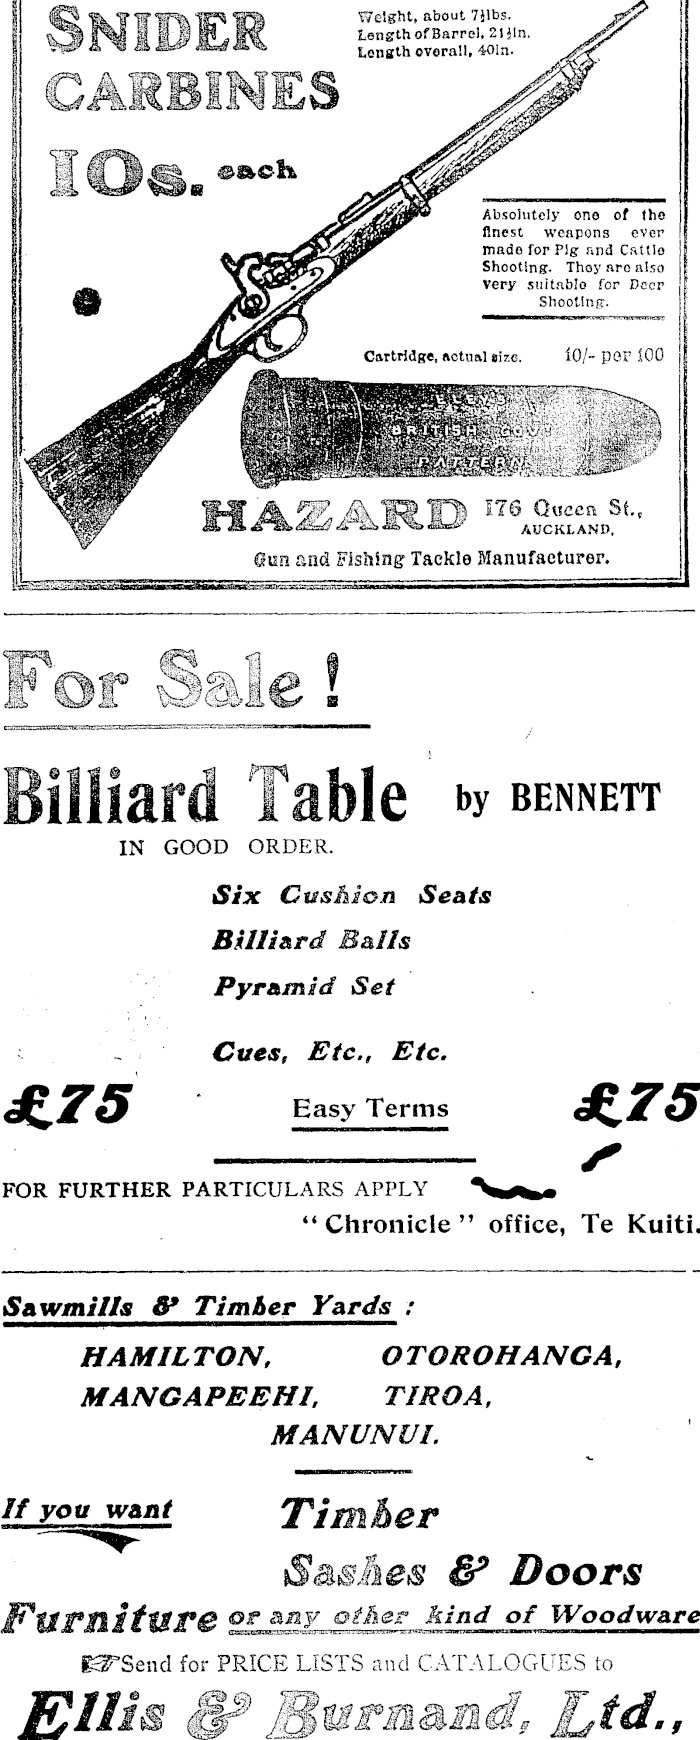 SNIDER
CARBINES
10s. each
Weight, about 7½lbs.
Length of Barrel, 21½in.
Length overall, 40in.
Absolutely one of the
finest weapons ever
made for Pig and Cattle
Shooting. They are also
very suitable for Deer
Shooting.
Cartridge, actual size. 10/- per 100
ELEYS
BRITISH GOVT
PATTERN
HAZARD 176 Queen St.,
AUCKLAND,
Gun and Fishing Tackle Manufacturer.
For Sale!
Billiard Table by BENNETT
IN GOOD ORDER.
Six Cushion Seats
Billiard Balls
Pyramid Set
Cues, Etc., Etc.
£75 Easy Terms £75
FOR FURTHER PARTICULARS APPLY
"Chronicle" office, Te Kuiti.
Sawmills & Timber Yards:
HAMILTON, OTOROHANGA,
MANGAPEEHI, TIROA,
MANUNUI.
If you want Timber
Sashes & Doors
Furniture or any other kind of Woodware
☞ Send for PRICE LISTS and CATALOGUES to
Ellis & Burnand, Ltd.,